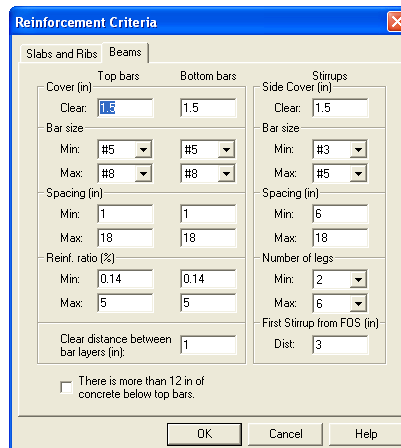 Reinforcement Criteria
Slabs and Ribs Beams
Top bars Bottom bars Stirrups
Cover (in) Side Cover (in)
Clear: 1.5 1.5 Clear: 1.5
Bar size Bar size
Min: #5 #5 Min: #3
Max: #8 #8 Max: #5
Spacing (in) Spacing (in)
Min: 1 1 Min: 6
Max: 18 18 Max: 18
Reinf. ratio (%) Number of legs
Min: 0.14 0.14 Min: 2
Max: 5 5 Max: 6
First Stirrup from FOS (in)
Clear distance between
bar layers (in): 1 Dist: 3
There is more than 12 in of
concrete below top bars.
OK Cancel Help